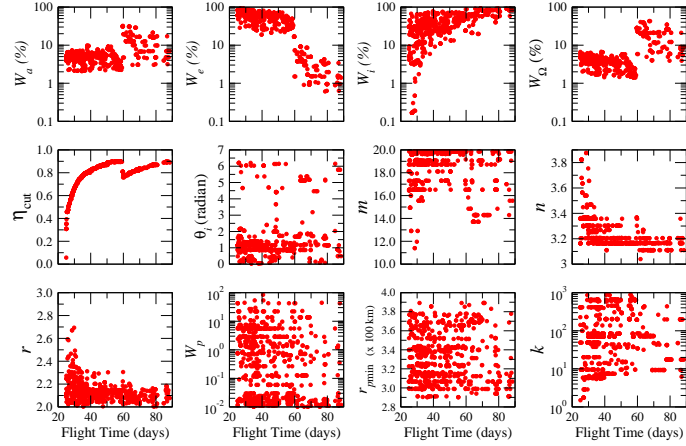 100 100 100 100
10 10 10 10
1 1 1 1
0.1 0.1 0.1 0.1
W_a (%) W_e (%) W_i (%) W_Ω (%)
1.0 7 20.0 3.8
0.8 6 18.0 3.6
0.6 5 16.0 3.4
0.4 4 14.0 3.2
0.2 3 12.0 3
0.0 2 10.0
1
0
η_cut θ_i (radian) m n
3.0 10^2 4.0 10^3
2.8 10^1 3.8 10^2
2.6 10^0 3.6 10^1
2.4 10^-1 3.4 10^0
2.2 10^-2 3.2
2.0 3.0
2.8
r W_p r_pmin (x 100 km) k
20 40 60 80 20 40 60 80 20 40 60 80 20 40 60 80
Flight Time (days) Flight Time (days) Flight Time (days) Flight Time (days)